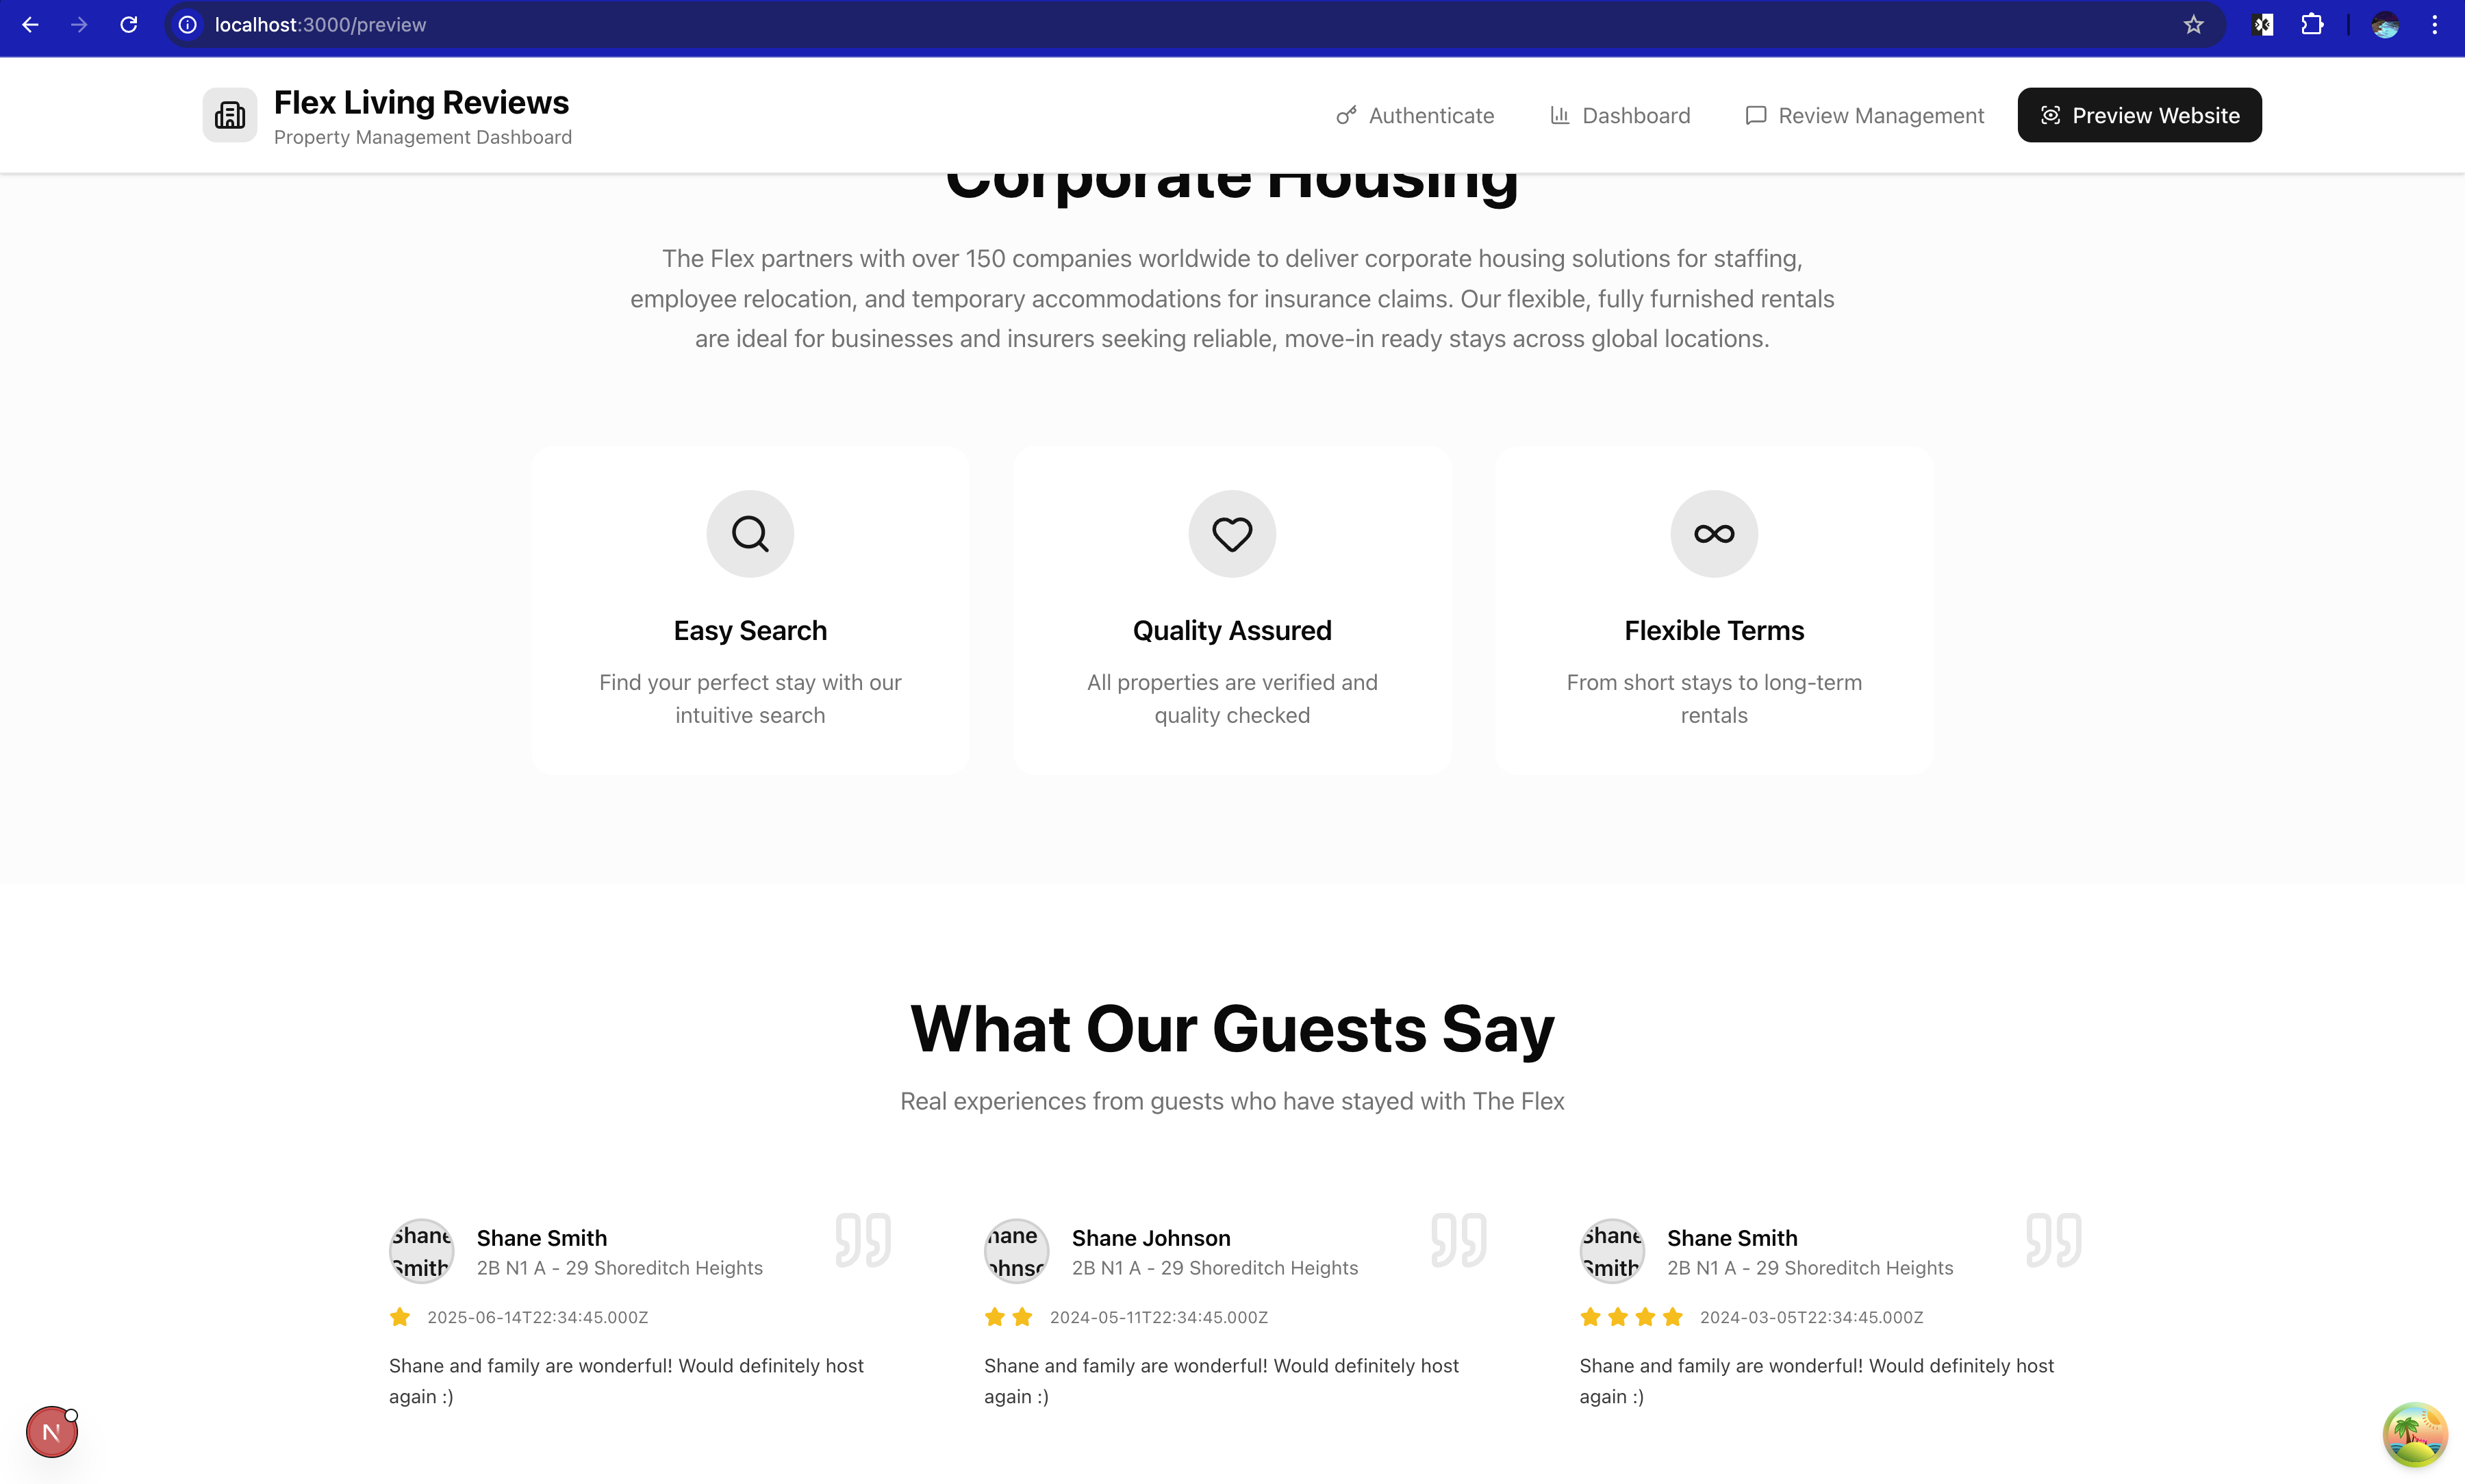 localhost:3000/preview
Flex Living Reviews
Property Management Dashboard
Authenticate
Dashboard
Review Management
Preview Website
Corporate Housing
The Flex partners with over 150 companies worldwide to deliver corporate housing solutions for staffing,
employee relocation, and temporary accommodations for insurance claims. Our flexible, fully furnished rentals
are ideal for businesses and insurers seeking reliable, move-in ready stays across global locations.
Easy Search
Find your perfect stay with our
intuitive search
Quality Assured
All properties are verified and
quality checked
Flexible Terms
From short stays to long-term
rentals
What Our Guests Say
Real experiences from guests who have stayed with The Flex
Shane
Smith
Shane Smith
2B N1 A - 29 Shoreditch Heights
2025-06-14T22:34:45.000Z
Shane and family are wonderful! Would definitely host
again :)
hane
ohnso
Shane Johnson
2B N1 A - 29 Shoreditch Heights
2024-05-11T22:34:45.000Z
Shane and family are wonderful! Would definitely host
again :)
Shane
Smith
Shane Smith
2B N1 A - 29 Shoreditch Heights
2024-03-05T22:34:45.000Z
Shane and family are wonderful! Would definitely host
again :)
N